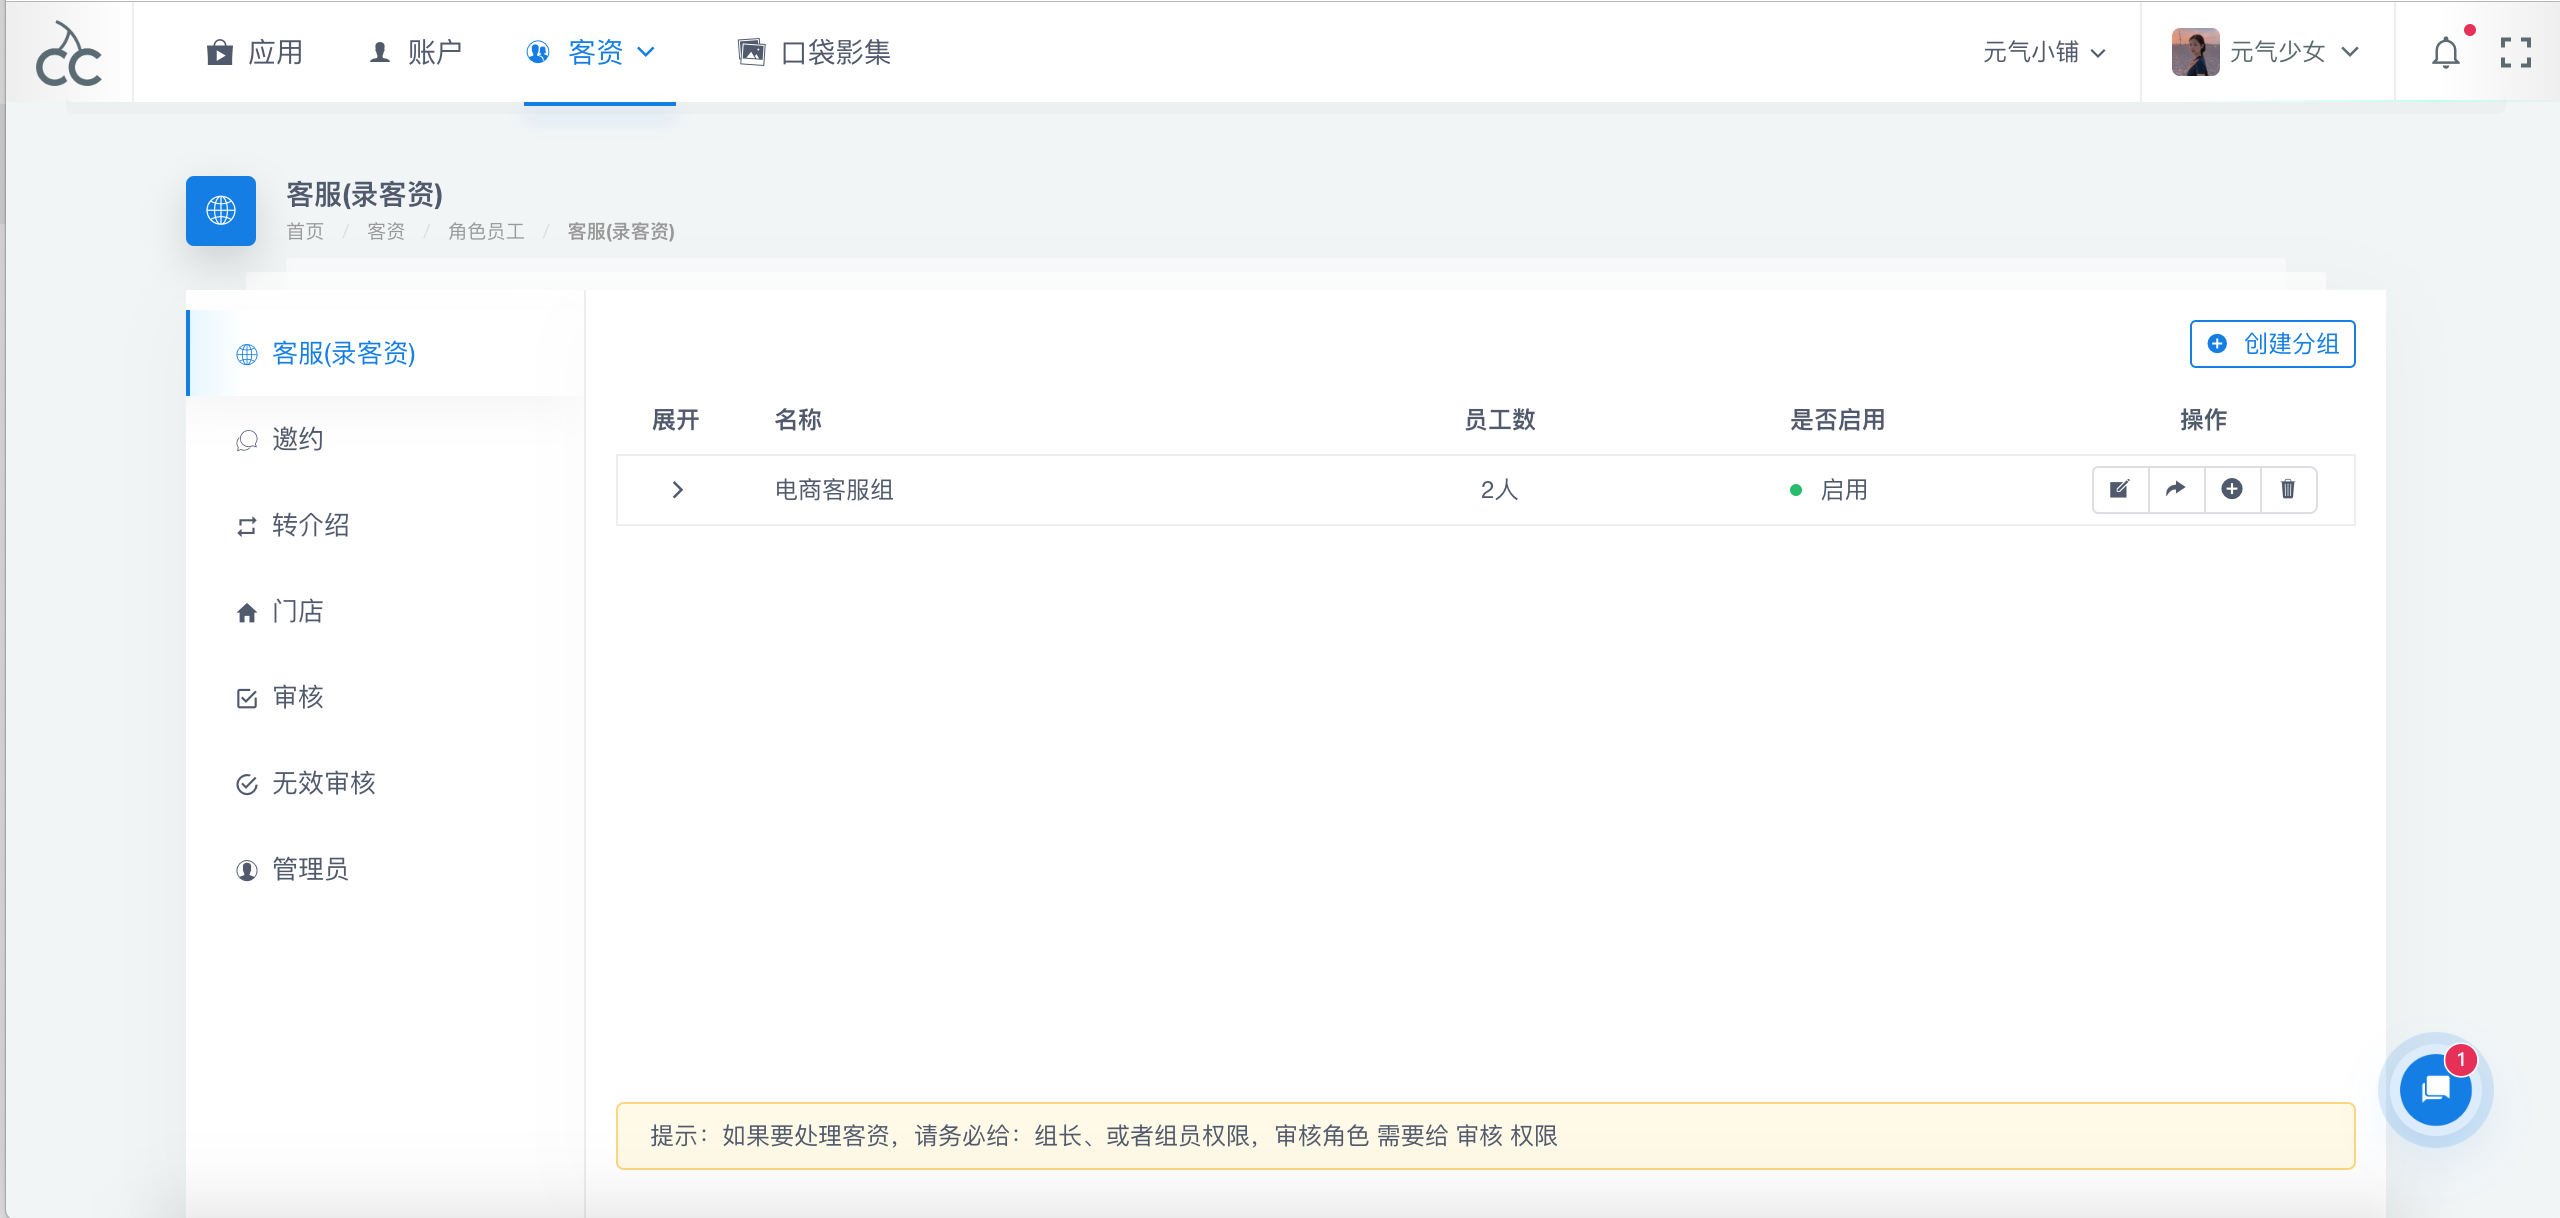 cc
应用
账户
客资
口袋影集
元气小铺
元气少女
客服(录客资)
首页 / 客资 / 角色员工 / 客服(录客资)
客服(录客资)
邀约
转介绍
门店
审核
无效审核
管理员
创建分组
展开 名称 员工数 是否启用 操作
电商客服组 2人 启用
1
提示：如果要处理客资，请务必给：组长、或者组员权限，审核角色 需要给 审核 权限